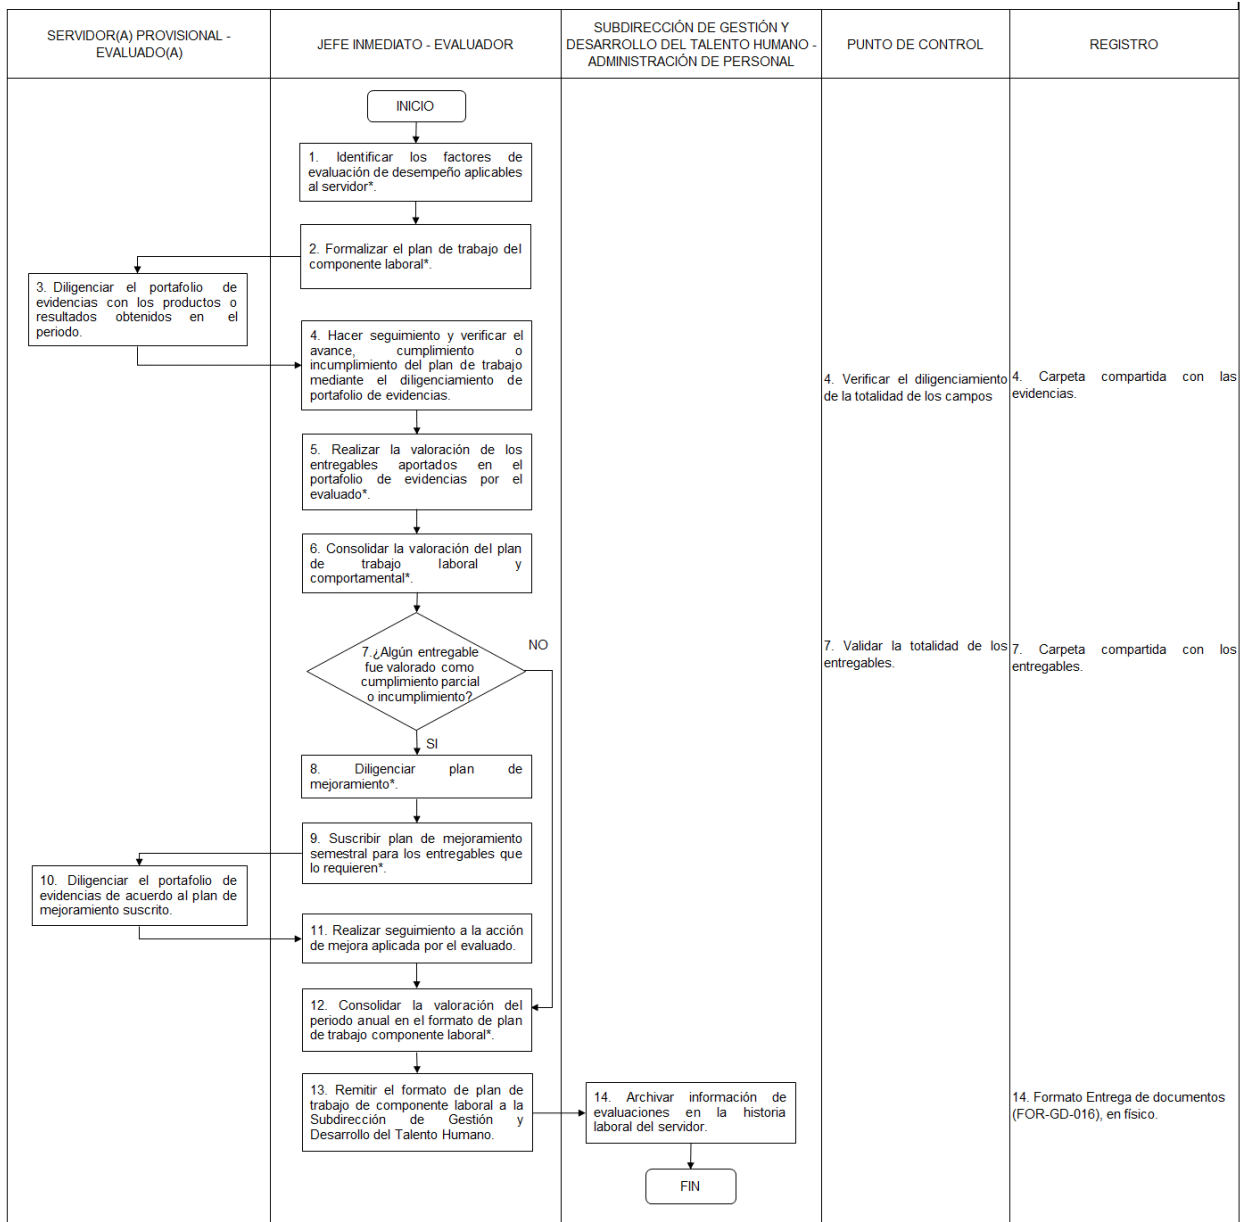 SERVIDOR(A) PROVISIONAL -
EVALUADO(A)
JEFE INMEDIATO - EVALUADOR
SUBDIRECCIÓN DE GESTIÓN Y
DESARROLLO DEL TALENTO HUMANO -
ADMINISTRACIÓN DE PERSONAL
PUNTO DE CONTROL
REGISTRO
INICIO
1. Identificar los factores de
evaluación de desempeño aplicables
al servidor*.
2. Formalizar el plan de trabajo del
componente laboral*.
3. Diligenciar el portafolio de
evidencias con los productos o
resultados obtenidos en el
periodo.
4. Hacer seguimiento y verificar el
avance, cumplimiento o
incumplimiento del plan de trabajo
mediante el diligenciamiento de
portafolio de evidencias.
4. Verificar el diligenciamiento
de la totalidad de los campos
4. Carpeta compartida con las
evidencias.
5. Realizar la valoración de los
entregables aportados en el
portafolio de evidencias por el
evaluado*.
6. Consolidar la valoración del plan
de trabajo laboral y
comportamental*.
7.¿Algún entregable
fue valorado como
cumplimiento parcial
o incumplimiento?
NO
SI
7. Validar la totalidad de los
entregables.
7. Carpeta compartida con los
entregables.
8. Diligenciar plan de
mejoramiento*.
9. Suscribir plan de mejoramiento
semestral para los entregables que
lo requieren*.
10. Diligenciar el portafolio de
evidencias de acuerdo al plan de
mejoramiento suscrito.
11. Realizar seguimiento a la acción
de mejora aplicada por el evaluado.
12. Consolidar la valoración del
periodo anual en el formato de plan
de trabajo componente laboral*.
13. Remitir el formato de plan de
trabajo de componente laboral a la
Subdirección de Gestión y
Desarrollo del Talento Humano.
14. Archivar información de
evaluaciones en la historia
laboral del servidor.
14. Formato Entrega de documentos
(FOR-GD-016), en físico.
FIN